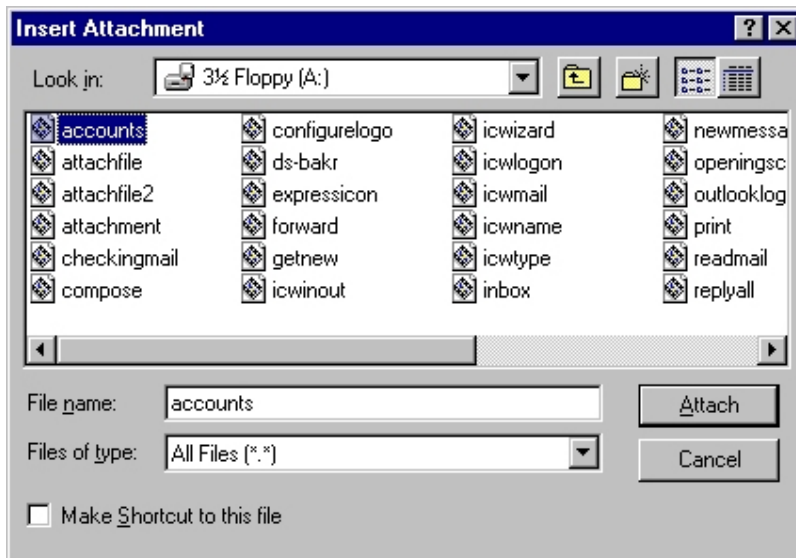 Insert Attachment
Look in: 3½ Floppy (A:)
accounts configurelogo icwizard newmessa
attachfile ds-bakr icwlogon openingsc
attachfile2 expressicon icwmail outlooklog
attachment forward icwname print
checkingmail getnew icwtype readmail
compose icwinout inbox replyall
File name: accounts Attach
Files of type: All Files (*.*) Cancel
Make Shortcut to this file